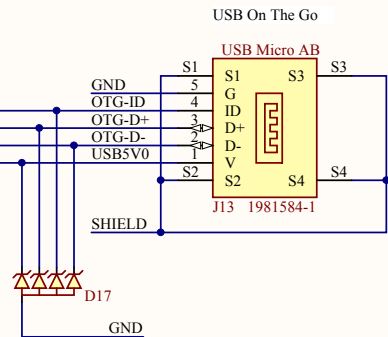 USB On The Go
USB Micro AB
S1 S1 S3 S3
GND 5 G
OTG-ID 4 ID
OTG-D+ 3 D+
OTG-D- 2 D-
USB5V0 1 V
S2 S2 S4 S4
SHIELD J13 1981584-1
D17
GND